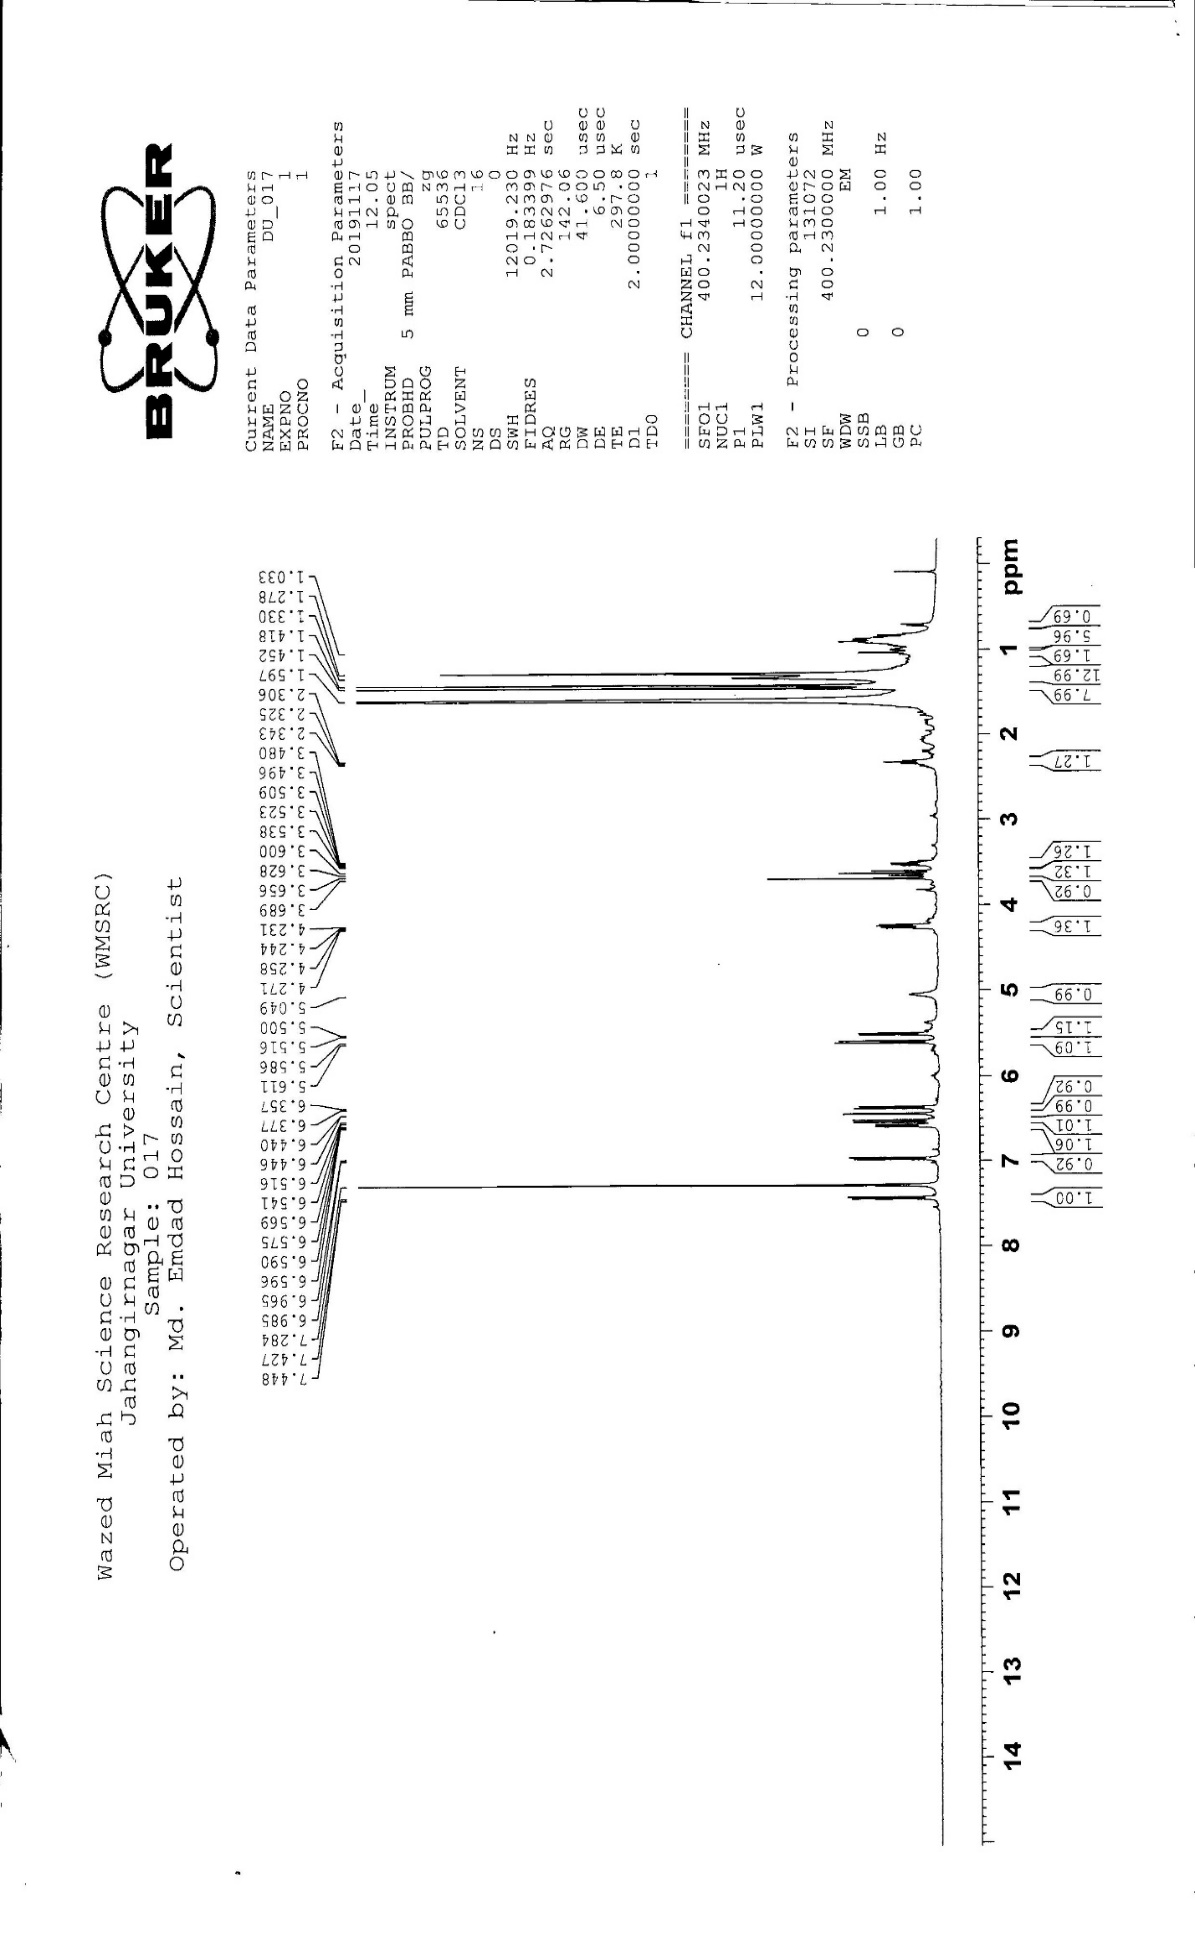 Wazed Miah Science Research Centre (WMSRC)
Jahangirnagar University
Sample: 017
Operated by: Md. Emdad Hossain, Scientist
BRUKER
Current Data Parameters
NAME DU_017
EXPNO 1
PROCNO 1
F2 - Acquisition Parameters
Date_ 20191117
Time 12.05
INSTRUM spect
PROBHD 5 mm PABBO BB/
PULPROG zg
TD 65536
SOLVENT CDCl3
NS 16
DS 0
SWH 12019.230 Hz
FIDRES 0.183399 Hz
AQ 2.7262976 sec
RG 142.06
DW 41.600 usec
DE 6.50 usec
TE 297.8 K
D1 2.00000000 sec
TD0 1
======== CHANNEL f1 ========
SFO1 400.2340023 MHz
NUC1 1H
P1 11.20 usec
PLW1 12.00000000 W
F2 - Processing parameters
SI 131072
SF 400.2300000 MHz
WDW EM
SSB 0
LB 1.00 Hz
GB 0
PC 1.00
7.448
7.427
7.284
6.985
6.965
6.596
6.590
6.575
6.569
6.541
6.516
6.446
6.440
6.377
6.357
5.611
5.586
5.516
5.500
5.049
4.271
4.258
4.244
4.231
3.689
3.656
3.628
3.600
3.538
3.523
3.509
3.496
3.480
2.343
2.325
2.306
1.597
1.452
1.418
1.330
1.278
1.033
14 13 12 11 10 9 8 7 6 5 4 3 2 1 ppm
1.00
0.92
1.06
1.01
0.99
0.92
1.09
1.15
0.99
1.36
0.92
1.32
1.26
1.27
7.99
12.99
1.69
5.96
0.69